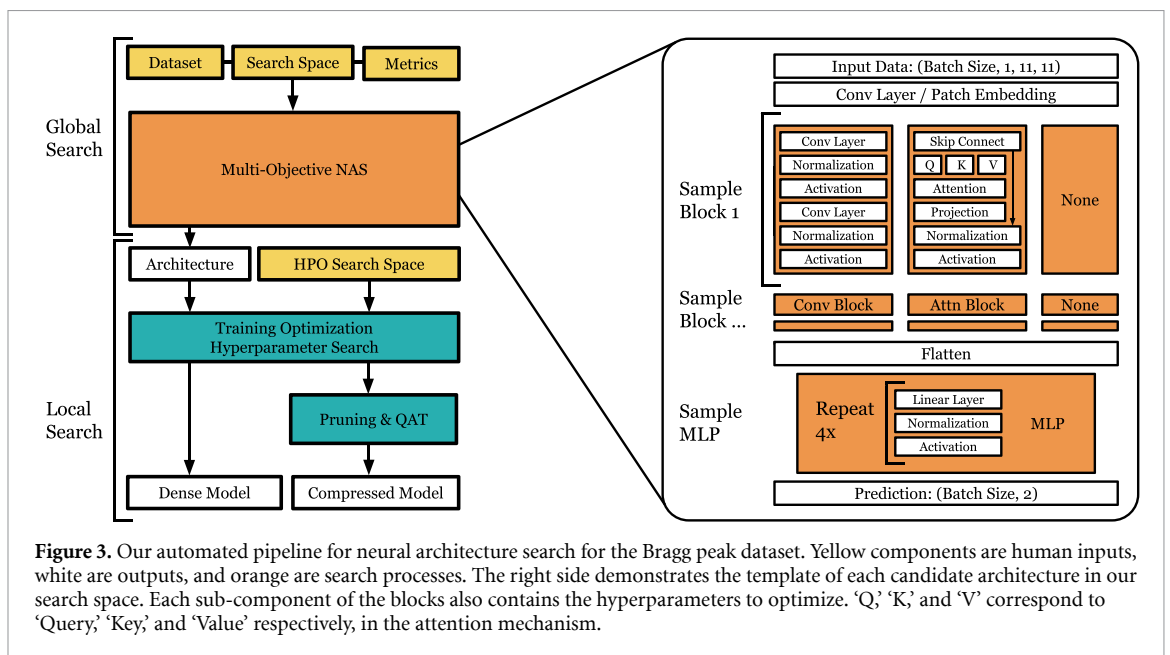 Global
Search
Dataset
Search Space
Metrics
Multi-Objective NAS
Local
Search
Architecture
HPO Search Space
Training Optimization
Hyperparameter Search
Pruning & QAT
Dense Model
Compressed Model
Input Data: (Batch Size, 1, 11, 11)
Conv Layer / Patch Embedding
Sample
Block 1
Conv Layer
Normalization
Activation
Conv Layer
Normalization
Activation
Skip Connect
Q K V
Attention
Projection
Normalization
Activation
None
Sample
Block ...
Conv Block
Attn Block
None
Flatten
Sample
MLP
Repeat
4x
Linear Layer
Normalization
Activation
MLP
Prediction: (Batch Size, 2)
Figure 3. Our automated pipeline for neural architecture search for the Bragg peak dataset. Yellow components are human inputs,
white are outputs, and orange are search processes. The right side demonstrates the template of each candidate architecture in our
search space. Each sub-component of the blocks also contains the hyperparameters to optimize. ‘Q,’ ‘K,’ and ‘V’ correspond to
‘Query,’ ‘Key,’ and ‘Value’ respectively, in the attention mechanism.